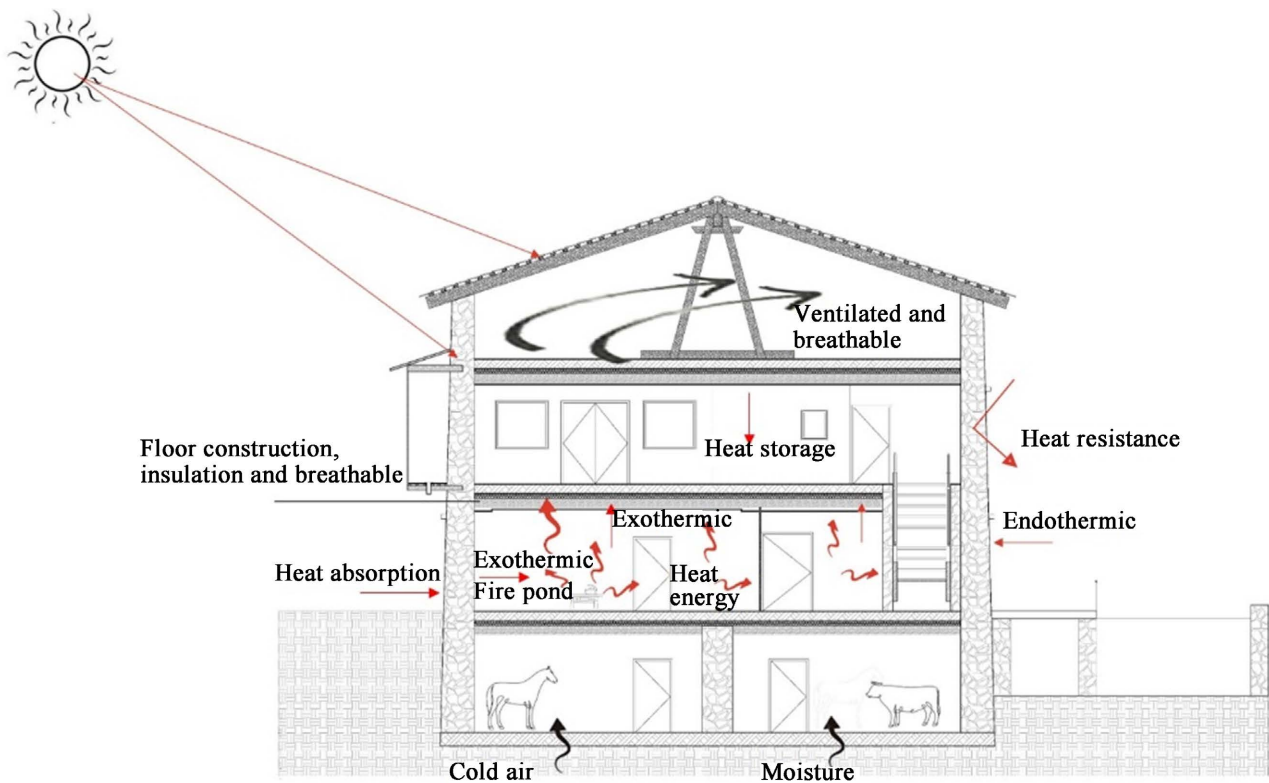 Ventilated and
breathable
Floor construction,
insulation and breathable
Heat storage
Heat resistance
Exothermic
Endothermic
Heat absorption
Exothermic
Fire pond
Heat
energy
Cold air
Moisture